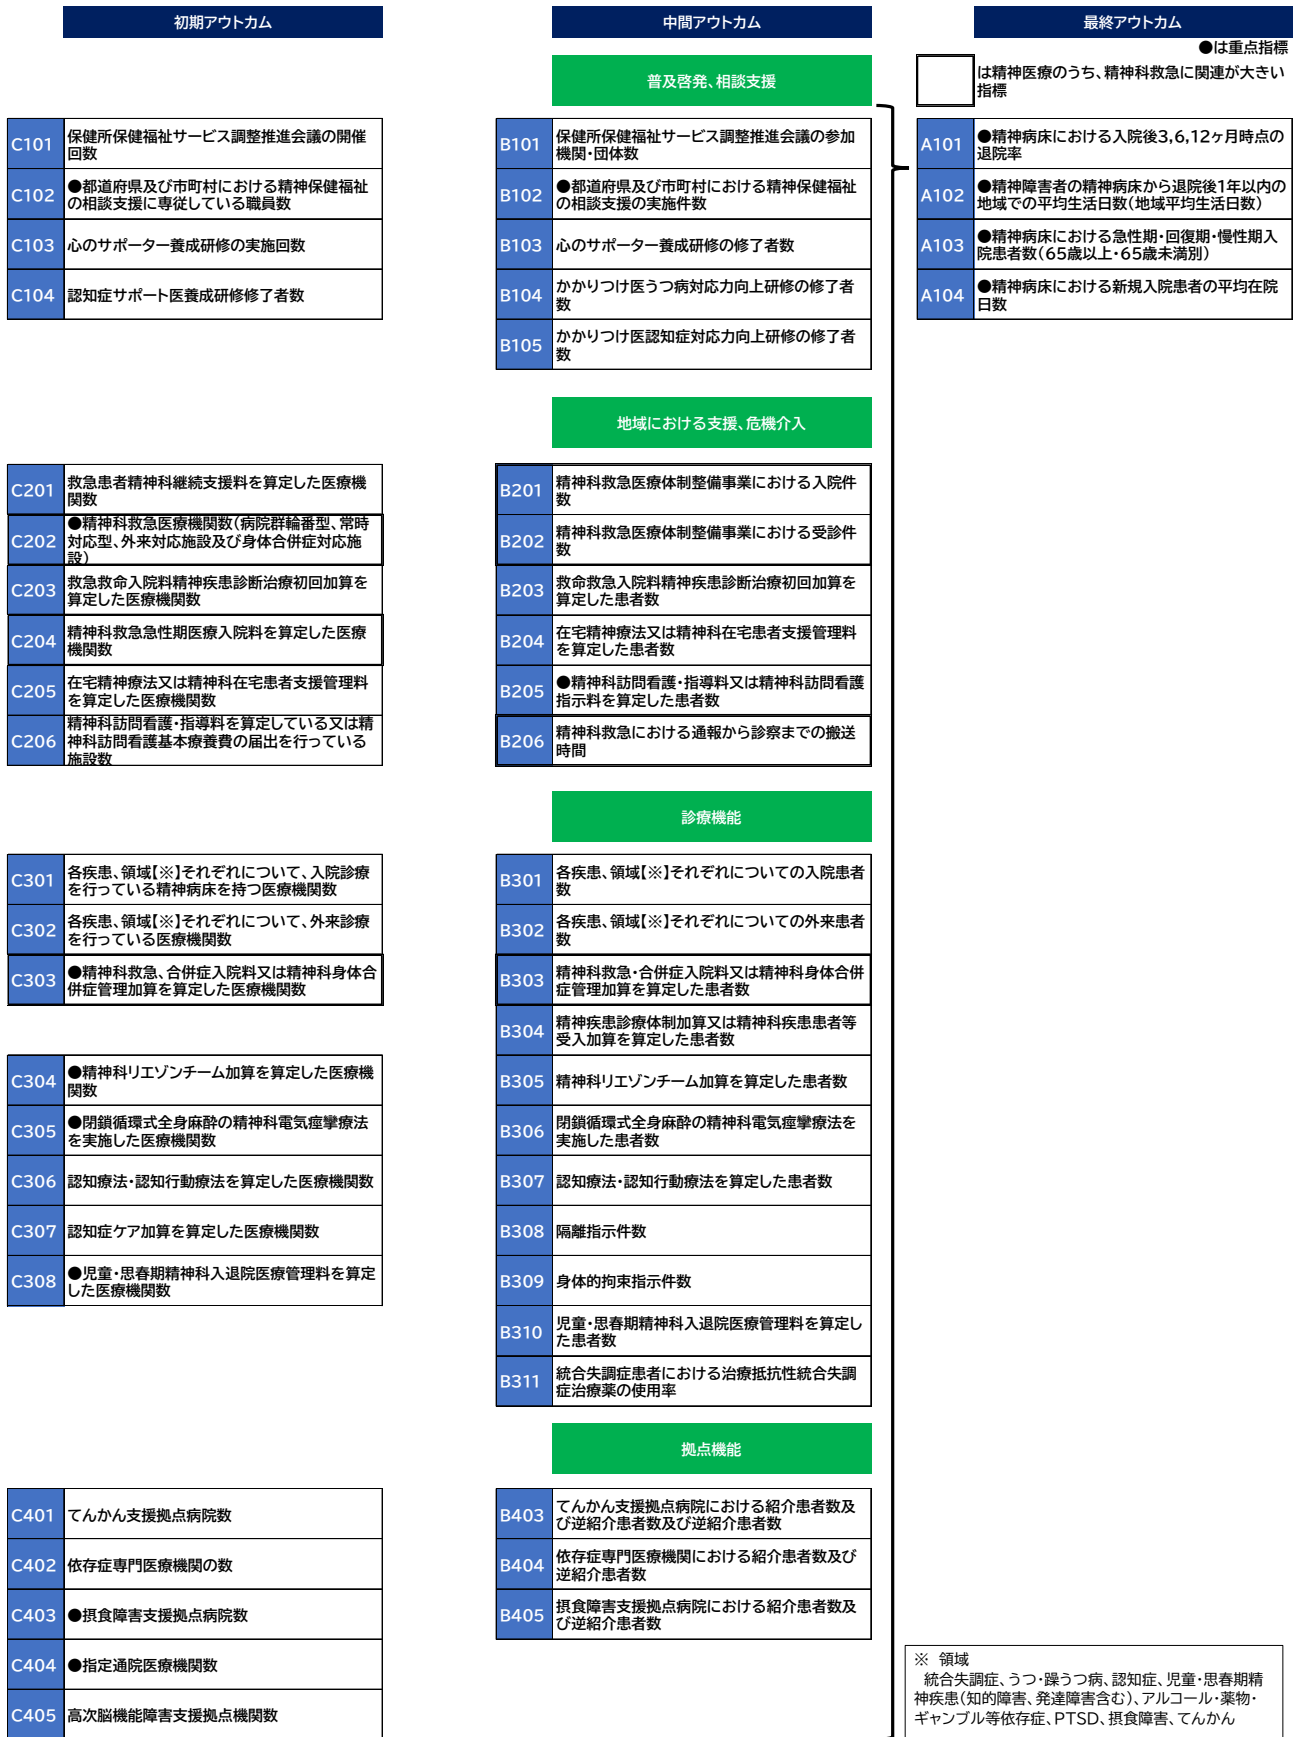 初期アウトカム
中間アウトカム
最終アウトカム
●は重点指標
は精神医療のうち、精神科救急に関連が大きい
指標
普及啓発、相談支援
C101 保健所保健福祉サービス調整推進会議の開催
回数
C102 ●都道府県及び市町村における精神保健福祉
の相談支援に専従している職員数
C103 心のサポーター養成研修の実施回数
C104 認知症サポート医養成研修修了者数
B101 保健所保健福祉サービス調整推進会議の参加
機関・団体数
B102 ●都道府県及び市町村における精神保健福祉
の相談支援の実施件数
B103 心のサポーター養成研修の修了者数
B104 かかりつけ医うつ病対応力向上研修の修了者
数
B105 かかりつけ医認知症対応力向上研修の修了者
数
A101 ●精神病床における入院後3,6,12ヶ月時点の
退院率
A102 ●精神障害者の精神病床から退院後1年以内の
地域での平均生活日数(地域平均生活日数)
A103 ●精神病床における急性期・回復期・慢性期入
院患者数(65歳以上・65歳未満別)
A104 ●精神病床における新規入院患者の平均在院
日数
地域における支援、危機介入
C201 救急患者精神科継続支援料を算定した医療機
関数
C202 ●精神科救急医療機関数(病院群輪番型、常時
対応型、外来対応施設及び身体合併症対応施
設)
C203 救急救命入院料精神疾患診断治療初回加算を
算定した医療機関数
C204 精神科救急急性期医療入院料を算定した医療
機関数
C205 在宅精神療法又は精神科在宅患者支援管理料
を算定した医療機関数
C206 精神科訪問看護・指導料を算定している又は精
神科訪問看護基本療養費の届出を行っている
施設数
B201 精神科救急医療体制整備事業における入院件
数
B202 精神科救急医療体制整備事業における受診件
数
B203 救命救急入院料精神疾患診断治療初回加算を
算定した患者数
B204 在宅精神療法又は精神科在宅患者支援管理料
を算定した患者数
B205 ●精神科訪問看護・指導料又は精神科訪問看護
指示料を算定した患者数
B206 精神科救急における通報から診察までの搬送
時間
診療機能
C301 各疾患、領域【※】それぞれについて、入院診療
を行っている精神病床を持つ医療機関数
C302 各疾患、領域【※】それぞれについて、外来診療
を行っている医療機関数
C303 ●精神科救急、合併症入院料又は精神科身体合
併症管理加算を算定した医療機関数
C304 ●精神科リエゾンチーム加算を算定した医療機
関数
C305 ●閉鎖循環式全身麻酔の精神科電気痙攣療法
を実施した医療機関数
C306 認知療法・認知行動療法を算定した医療機関数
C307 認知症ケア加算を算定した医療機関数
C308 ●児童・思春期精神科入退院医療管理料を算定
した医療機関数
B301 各疾患、領域【※】それぞれについての入院患者
数
B302 各疾患、領域【※】それぞれについての外来患者
数
B303 精神科救急・合併症入院料又は精神科身体合併
症管理加算を算定した患者数
B304 精神疾患診療体制加算又は精神科疾患患者等
受入加算を算定した患者数
B305 精神科リエゾンチーム加算を算定した患者数
B306 閉鎖循環式全身麻酔の精神科電気痙攣療法を
実施した患者数
B307 認知療法・認知行動療法を算定した患者数
B308 隔離指示件数
B309 身体的拘束指示件数
B310 児童・思春期精神科入退院医療管理料を算定し
た患者数
B311 統合失調症患者における治療抵抗性統合失調
症治療薬の使用率
拠点機能
C401 てんかん支援拠点病院数
C402 依存症専門医療機関の数
C403 ●摂食障害支援拠点病院数
C404 ●指定通院医療機関数
C405 高次脳機能障害支援拠点機関数
B403 てんかん支援拠点病院における紹介患者数及
び逆紹介患者数及び逆紹介患者数
B404 依存症専門医療機関における紹介患者数及び
逆紹介患者数
B405 摂食障害支援拠点病院における紹介患者数及
び逆紹介患者数
※ 領域
統合失調症、うつ・躁うつ病、認知症、児童・思春期精
神疾患(知的障害、発達障害含む)、アルコール・薬物・
ギャンブル等依存症、PTSD、摂食障害、てんかん